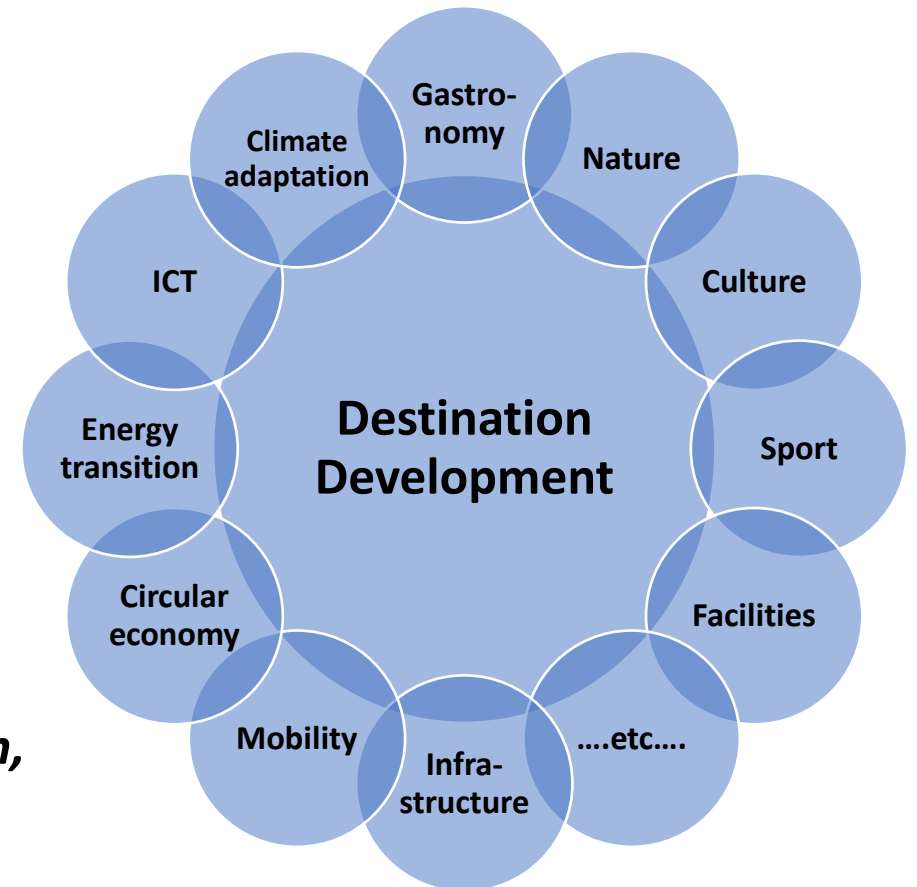 Gastro-
nomy
Nature
Culture
Sport
Facilities
....etc....
Infra-
structure
Mobility
Circular
economy
Energy
transition
ICT
Climate
adaptation
Destination
Development